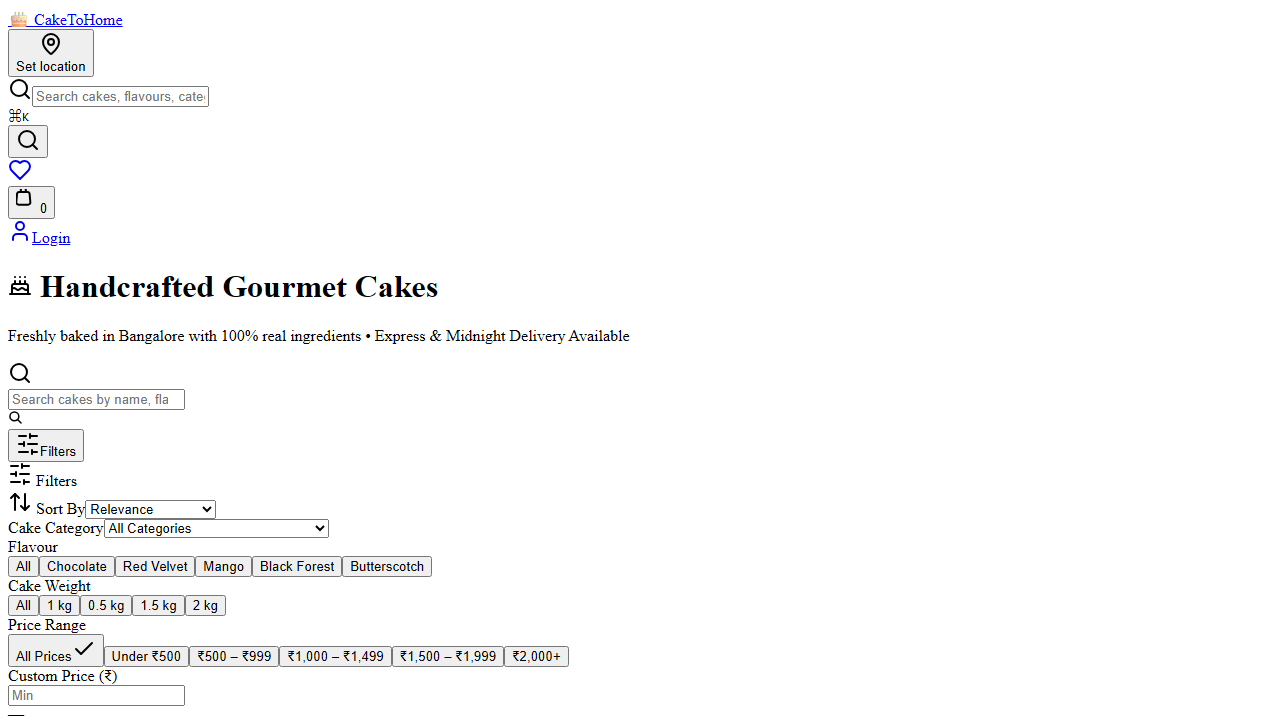 CakeToHome
Set location
Search cakes, flavours, cate
⌘K
0
Login
Handcrafted Gourmet Cakes
Freshly baked in Bangalore with 100% real ingredients • Express & Midnight Delivery Available
Search cakes by name, fla
Filters
Filters
Sort By Relevance
Cake Category All Categories
Flavour
All Chocolate Red Velvet Mango Black Forest Butterscotch
Cake Weight
All 1 kg 0.5 kg 1.5 kg 2 kg
Price Range
All Prices Under ₹500 ₹500 – ₹999 ₹1,000 – ₹1,499 ₹1,500 – ₹1,999 ₹2,000+
Custom Price (₹)
Min